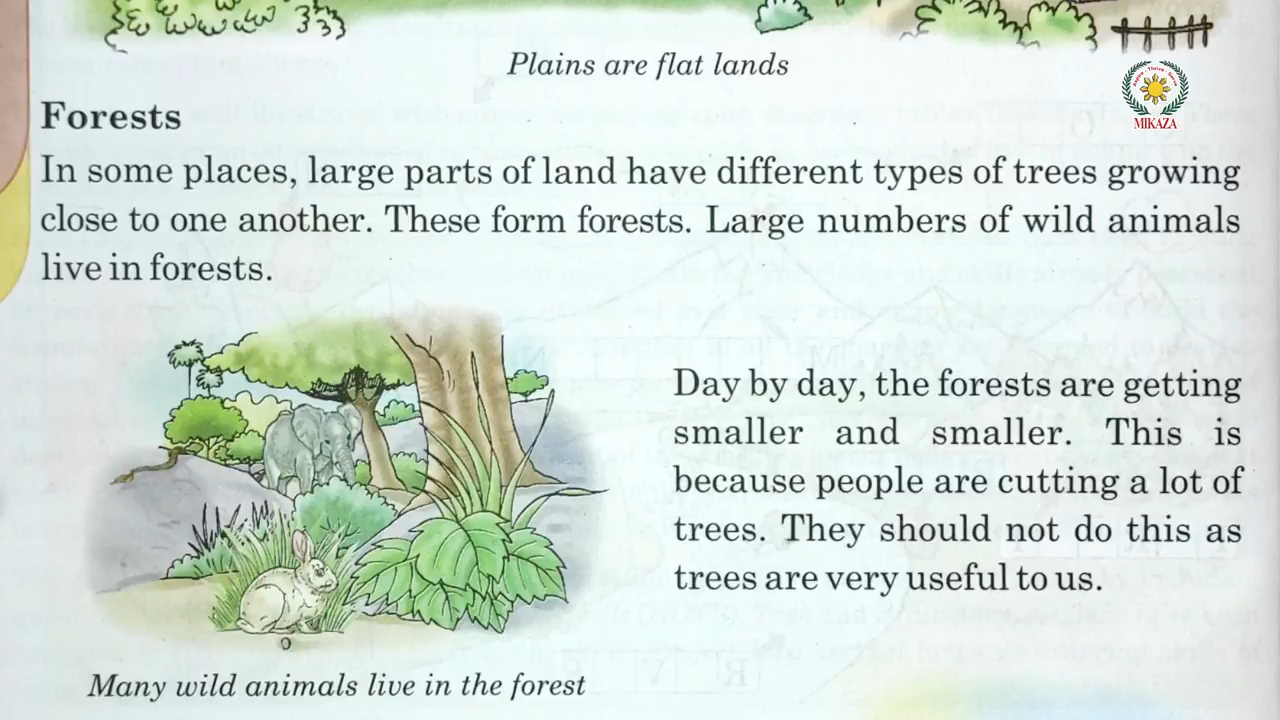 Plains are flat lands
MIKAZA
Forests
In some places, large parts of land have different types of trees growing
close to one another. These form forests. Large numbers of wild animals
live in forests.
Day by day, the forests are getting
smaller and smaller. This is
because people are cutting a lot of
trees. They should not do this as
trees are very useful to us.
Many wild animals live in the forest